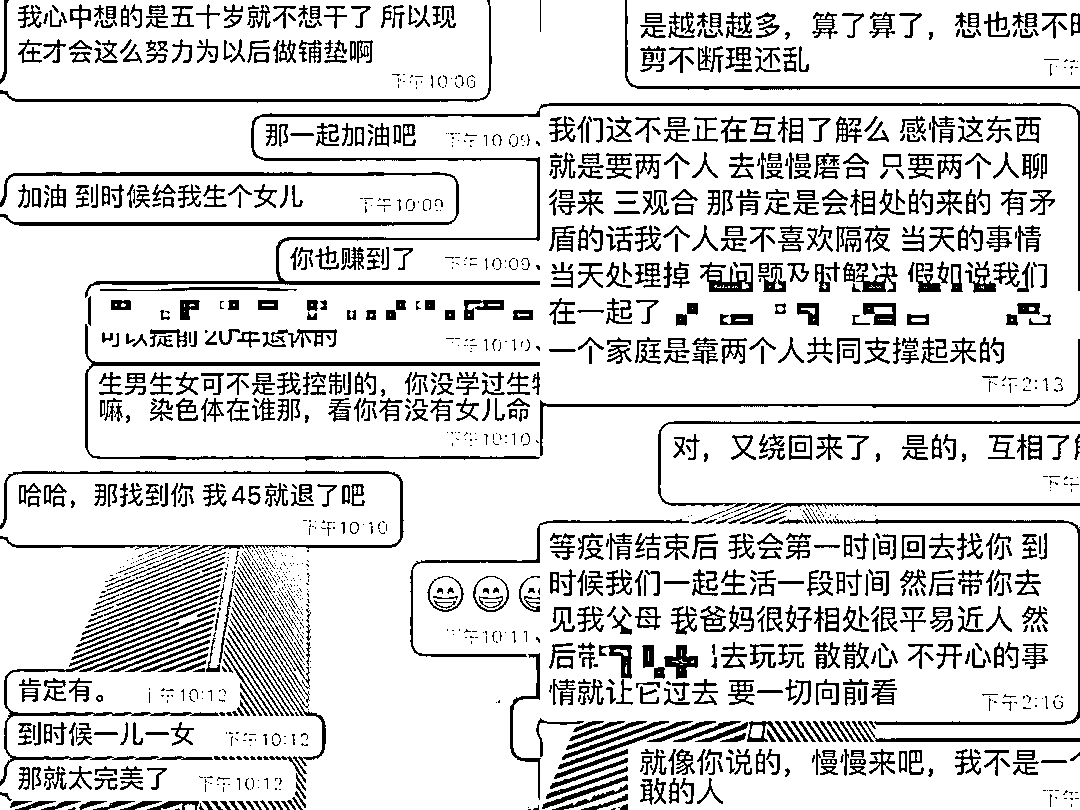 我心中想的是五十岁就不想干了 所以现
在才会这么努力为以后做铺垫啊
下午10:06
那一起加油吧 下午10:09
加油 到时候给我生个女儿 下午10:09
你也赚到了 下午10:09
可以提前20年退休的 下午10:10
生男生女可不是我控制的，你没学过生
嘛，染色体在谁那，看你有没有女儿命
下午10:10
哈哈，那找到你 我45就退了吧
下午10:10
下午10:11
肯定有。 下午10:12
到时候一儿一女 下午10:12
那就太完美了 下午10:12
是越想越多，算了算了，想也想不
剪不断理还乱 下午
我们这不是正在互相了解么 感情这东西
就是要两个人 去慢慢磨合 只要两个人聊
得来 三观合 那肯定是会相处的来的 有矛
盾的话我个人是不喜欢隔夜 当天的事情
当天处理掉 有问题及时解决 假如说我们
在一起了
一个家庭是靠两个人共同支撑起来的
下午2:13
对，又绕回来了，是的，互相了
下午
等疫情结束后 我会第一时间回去找你 到
时候我们一起生活一段时间 然后带你去
见我父母 我爸妈很好相处很平易近人 然
后带 去玩玩 散散心 不开心的事
情就让它过去 要一切向前看 下午2:16
就像你说的，慢慢来吧，我不是一个
敢的人 下午